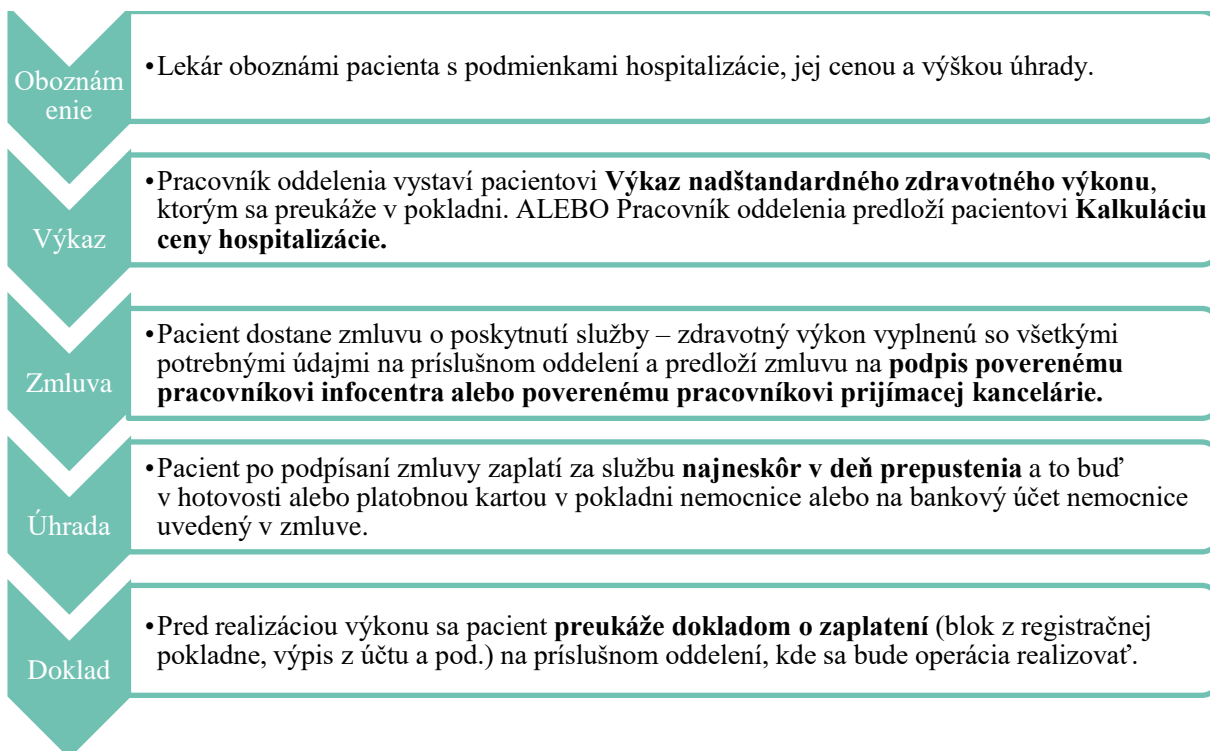 Oboznám
enie
•Lekár oboznámi pacienta s podmienkami hospitalizácie, jej cenou a výškou úhrady.
Výkaz
•Pracovník oddelenia vystaví pacientovi Výkaz nadštandardného zdravotného výkonu,
ktorým sa preukáže v pokladni. ALEBO Pracovník oddelenia predloží pacientovi Kalkuláciu
ceny hospitalizácie.
Zmluva
•Pacient dostane zmluvu o poskytnutí služby – zdravotný výkon vyplnenú so všetkými
potrebnými údajmi na príslušnom oddelení a predloží zmluvu na podpis poverenému
pracovníkovi infocentra alebo poverenému pracovníkovi prijímacej kancelárie.
Úhrada
•Pacient po podpísaní zmluvy zaplatí za službu najneskôr v deň prepustenia a to buď
v hotovosti alebo platobnou kartou v pokladni nemocnice alebo na bankový účet nemocnice
uvedený v zmluve.
Doklad
•Pred realizáciou výkonu sa pacient preukáže dokladom o zaplatení (blok z registračnej
pokladne, výpis z účtu a pod.) na príslušnom oddelení, kde sa bude operácia realizovať.